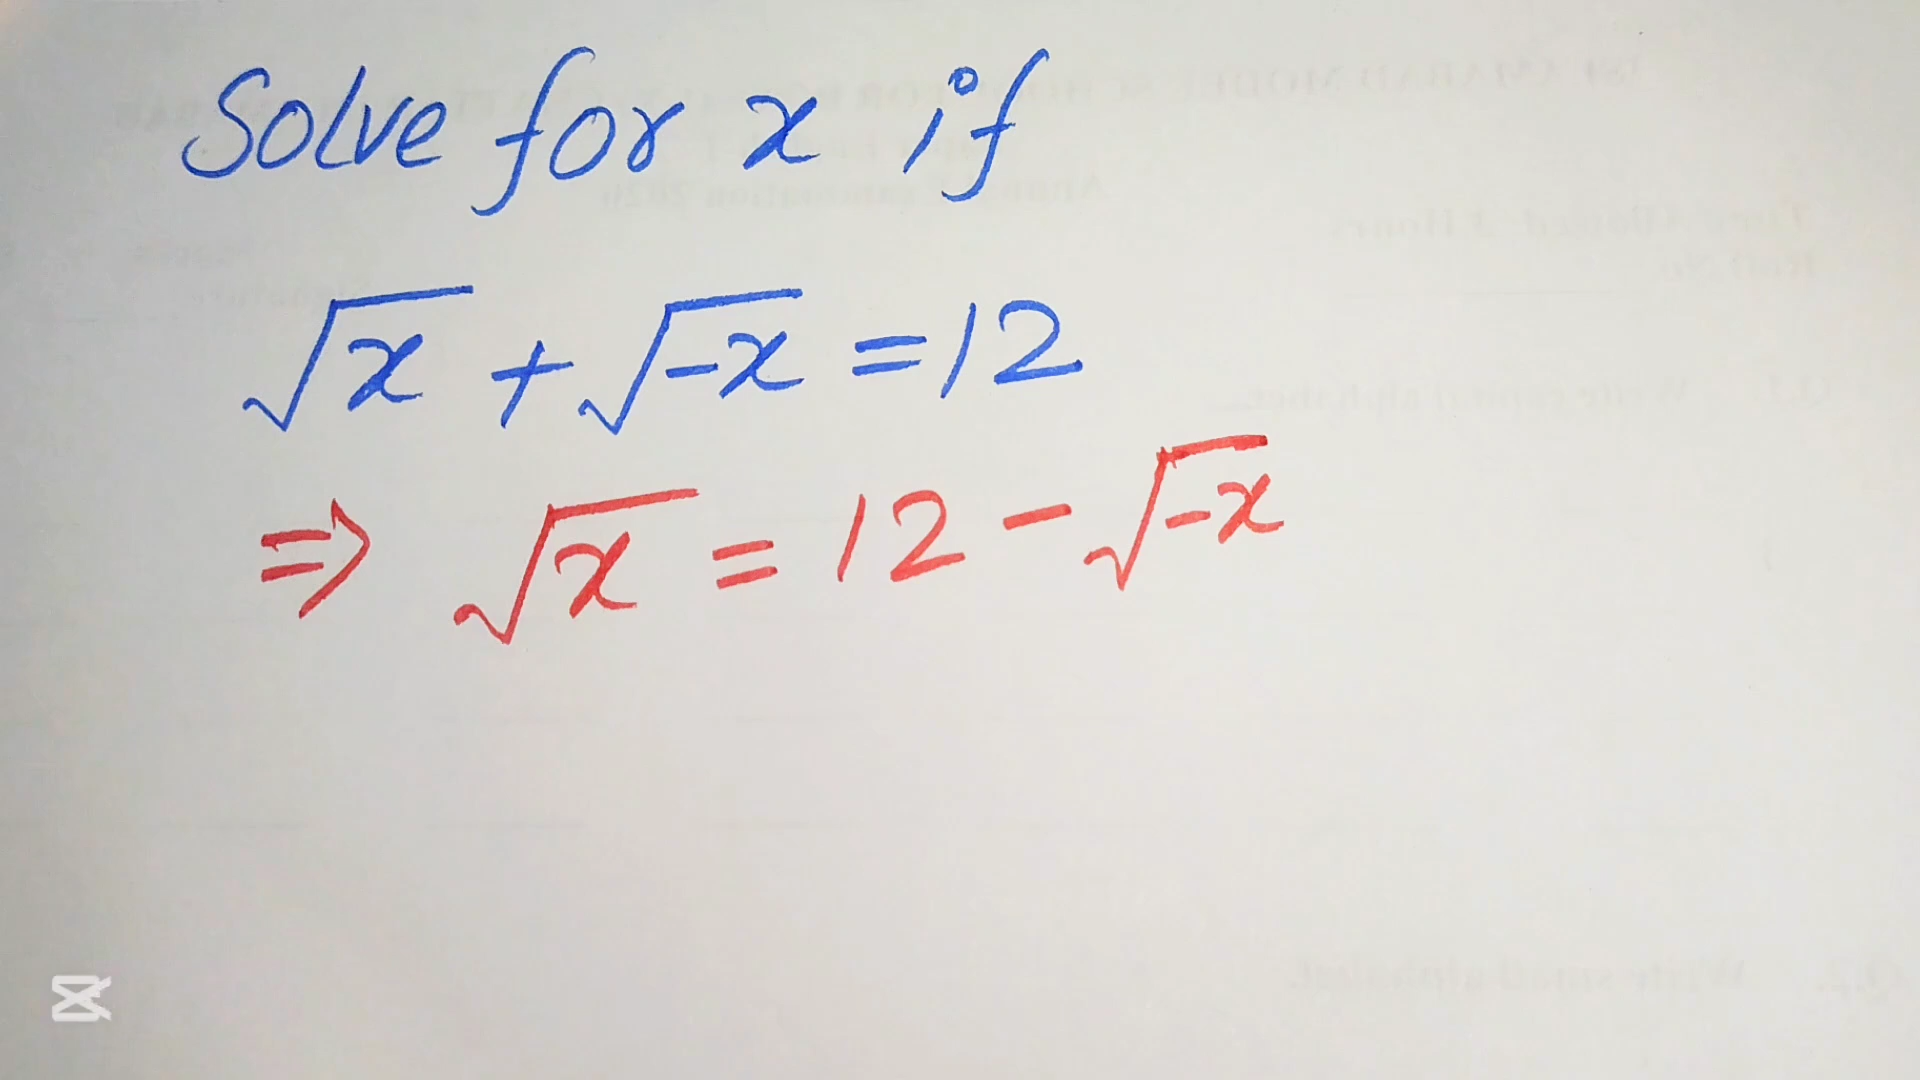 Solve for x if
√x + √-x = 12
⇒ √x = 12 - √-x